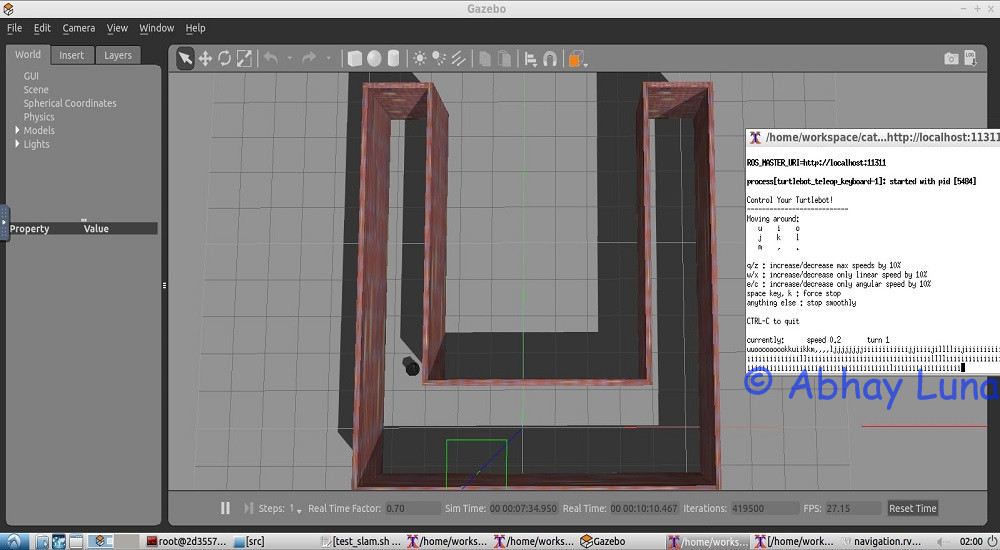 Gazebo
File Edit Camera View Window Help
World Insert Layers
GUI
Scene
Spherical Coordinates
Physics
Models
Lights
Property Value
/home/workspace/cat...http://localhost:11311
ROS_MASTER_URI=http://localhost:11311
process[turtlebot_teleop_keyboard-1]: started with pid [5484]
Control Your Turtlebot!
---------------------------
Moving around:
u i o
j k l
m , .
q/z : increase/decrease max speeds by 10%
w/x : increase/decrease only linear speed by 10%
e/c : increase/decrease only angular speed by 10%
space key, k : force stop
anything else : stop smoothly
CTRL-C to quit
currently: speed 0.2 turn 1
© Abhay Luna
Steps: 1 Real Time Factor: 0.70 Sim Time: 00 00:07:34.950 Real Time: 00 00:10:10.467 Iterations: 419500 FPS: 27.15 Reset Time
root@2d3557... [src] [test_slam.sh /home/works... /home/works... Gazebo /home/works... [/home/works... navigation.rv... 02:00